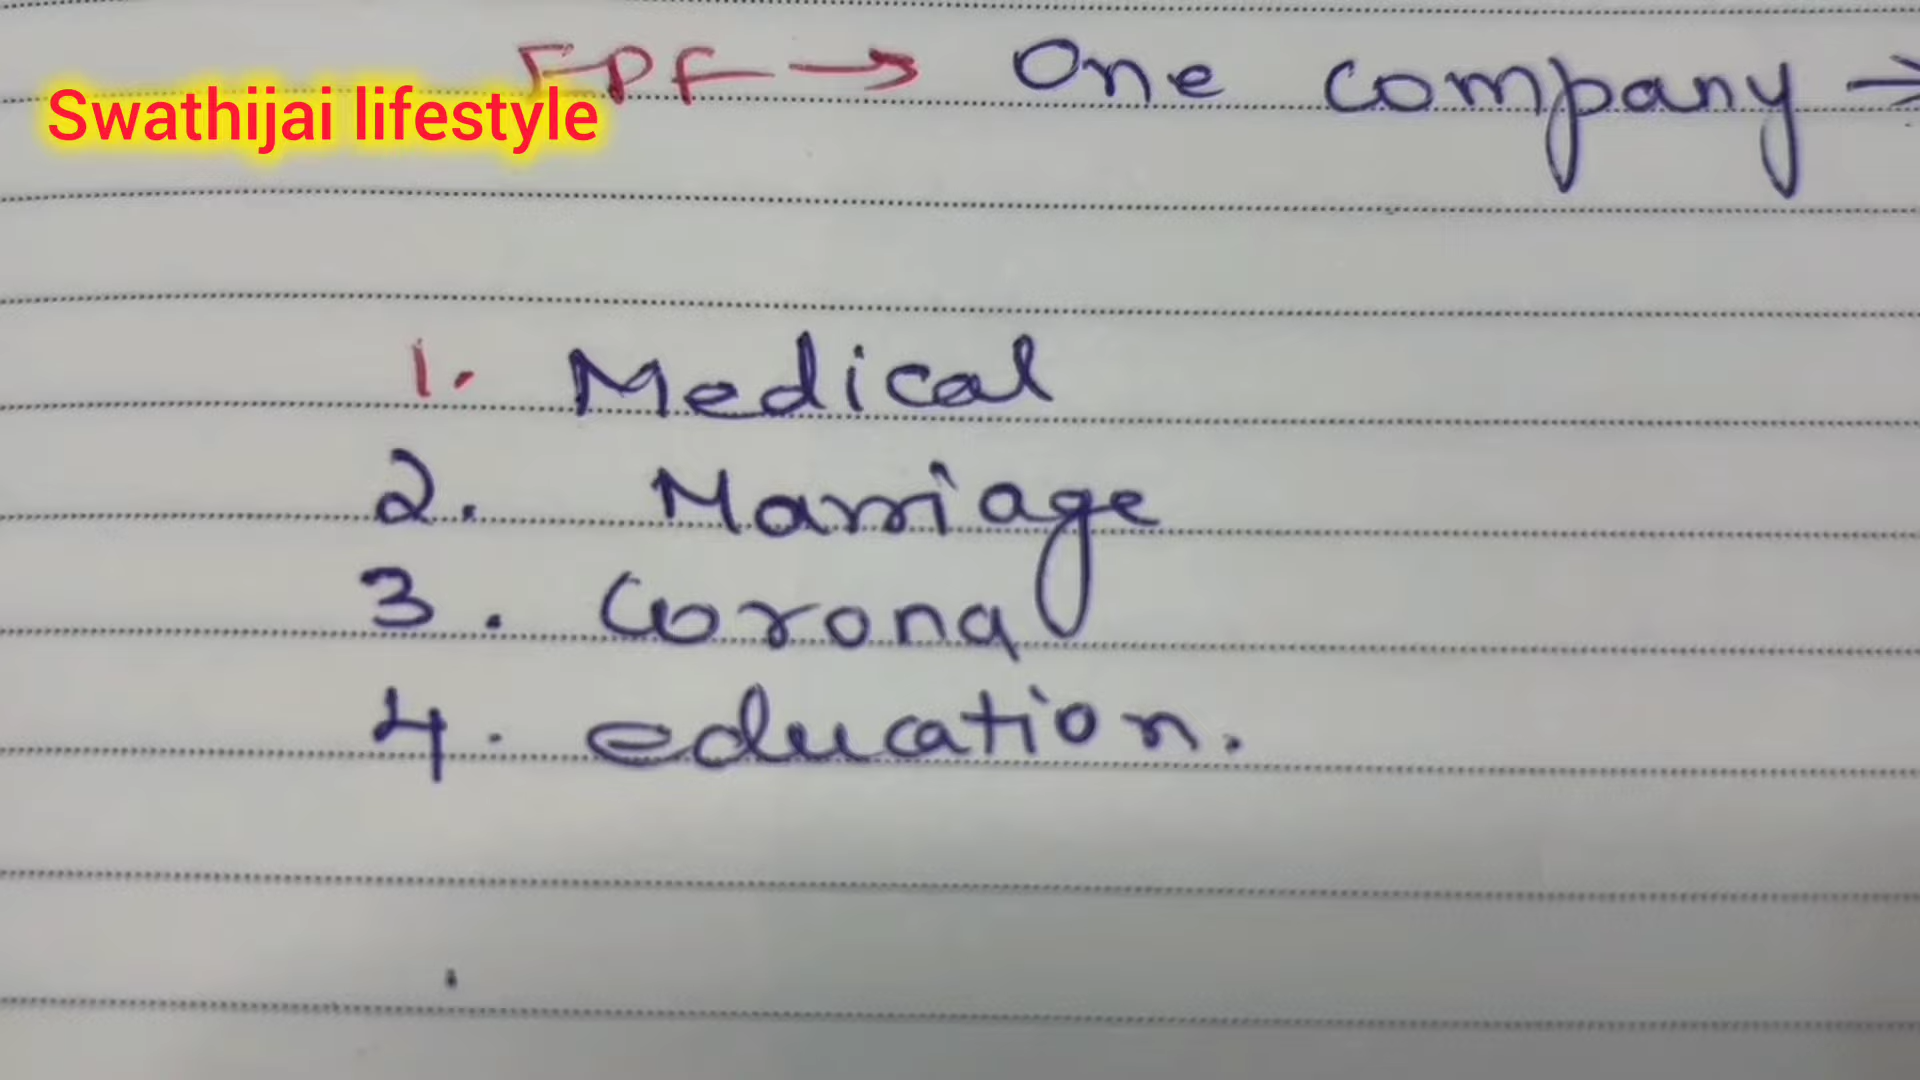 EPF → One company →
Swathijai lifestyle
1. Medical
2. Marriage
3. Corona
4. education.